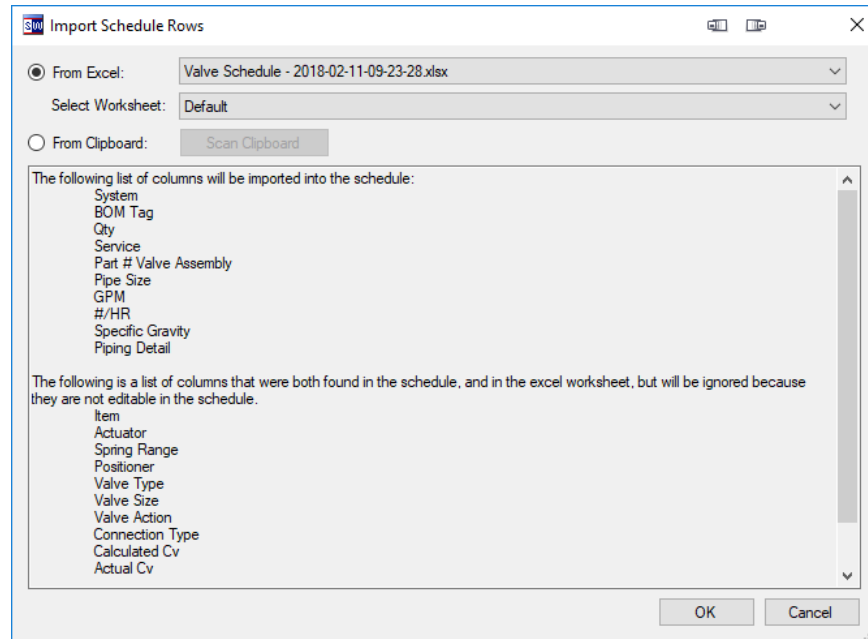 SW Import Schedule Rows
From Excel: Valve Schedule - 2018-02-11-09-23-28.xlsx
Select Worksheet: Default
From Clipboard: Scan Clipboard
The following list of columns will be imported into the schedule:
System
BOM Tag
Qty
Service
Part # Valve Assembly
Pipe Size
GPM
#/HR
Specific Gravity
Piping Detail
The following is a list of columns that were both found in the schedule, and in the excel worksheet, but will be ignored because
they are not editable in the schedule.
Item
Actuator
Spring Range
Positioner
Valve Type
Valve Size
Valve Action
Connection Type
Calculated Cv
Actual Cv
OK Cancel